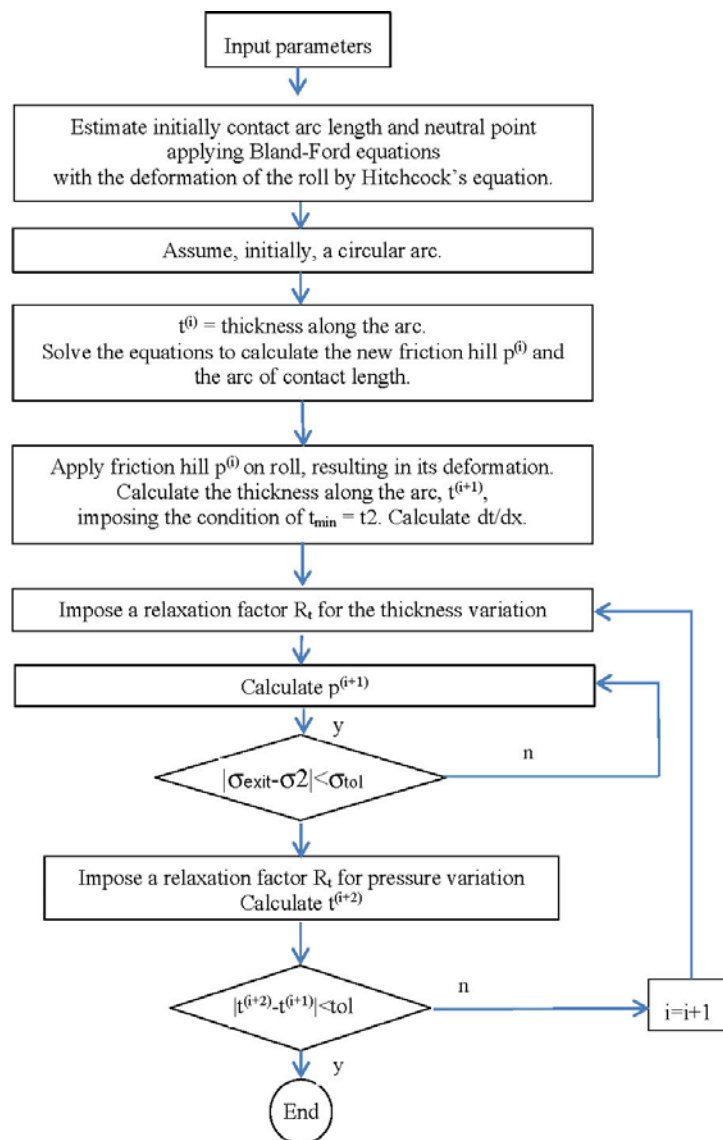 Input parameters
Estimate initially contact arc length and neutral point
applying Bland-Ford equations
with the deformation of the roll by Hitchcock's equation.
Assume, initially, a circular arc.
t⁽ⁱ⁾ = thickness along the arc.
Solve the equations to calculate the new friction hill p⁽ⁱ⁾ and
the arc of contact length.
Apply friction hill p⁽ⁱ⁾ on roll, resulting in its deformation.
Calculate the thickness along the arc, t⁽ⁱ⁺¹⁾,
imposing the condition of tₘᵢₙ = t2. Calculate dt/dx.
Impose a relaxation factor Rₜ for the thickness variation
Calculate p⁽ⁱ⁺¹⁾
y
n
|σexit-σ2|<σtol
Impose a relaxation factor Rₜ for pressure variation
Calculate t⁽ⁱ⁺²⁾
n
|t⁽ⁱ⁺²⁾-t⁽ⁱ⁺¹⁾|<tol
i=i+1
y
End